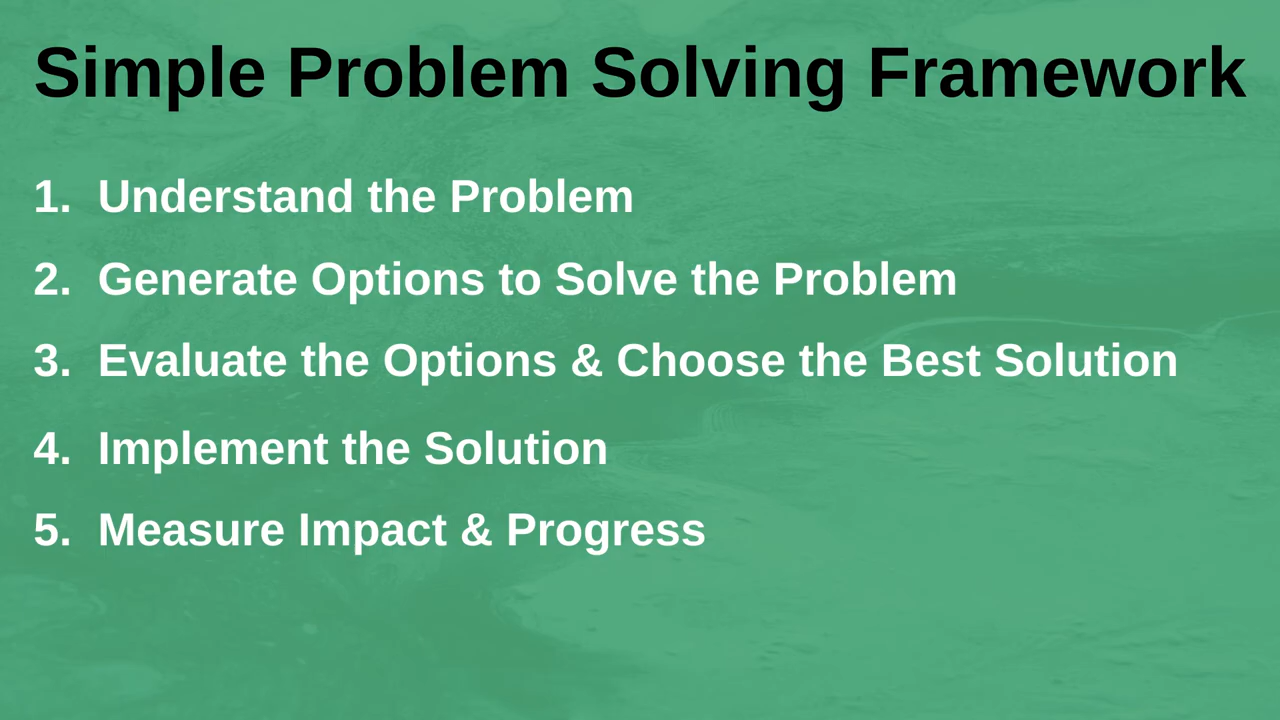 Simple Problem Solving Framework
1. Understand the Problem
2. Generate Options to Solve the Problem
3. Evaluate the Options & Choose the Best Solution
4. Implement the Solution
5. Measure Impact & Progress